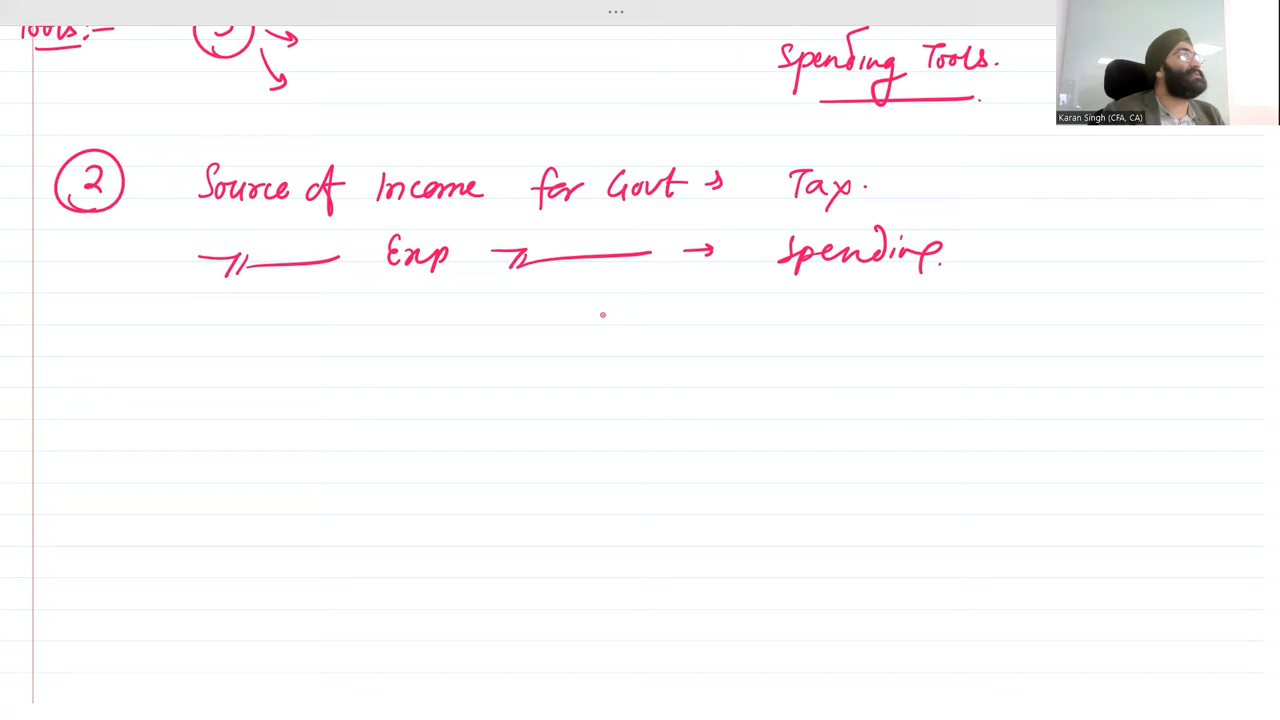 Tools:-
Spending Tools.
Karan Singh (CFA, CA)
2 Source of Income for Govt → Tax.
—〃— Exp —〃— → Spending.